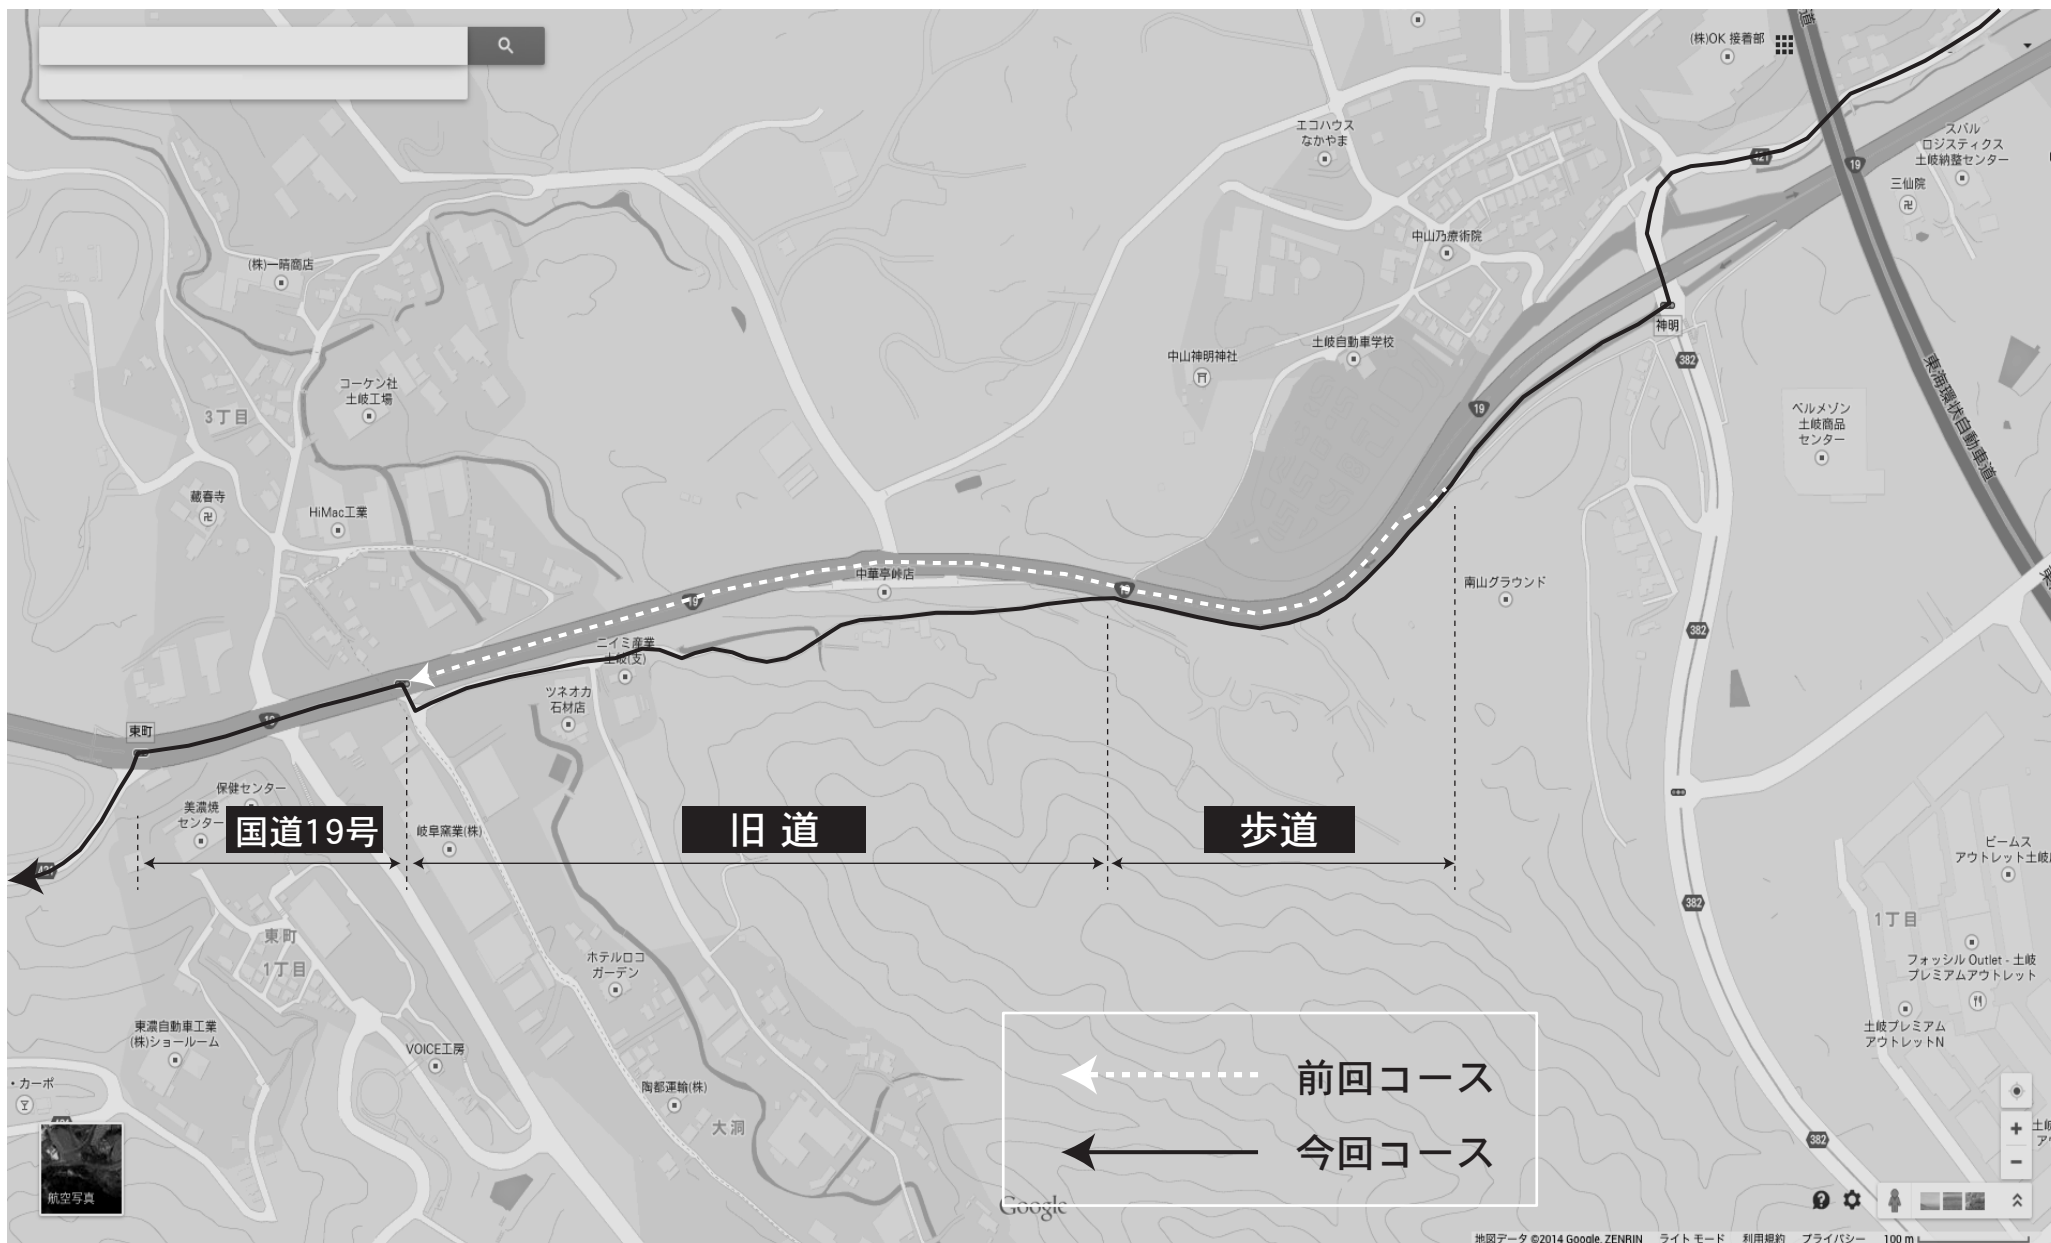 (株)OK 接着部
道
エコハウス
なかやま
スバル
ロジスティクス
土岐納整センター
421
19
三仙院
中山乃療術院
(株)一晴商店
神明
土岐自動車学校
中山神明神社
382
東海環状自動車道
コーケン社
土岐工場
3丁目
19
ベルメゾン
土岐商品
センター
蔵春寺
HiMac工業
中華亭峠店
南山グラウンド
19
19
382
ニイミ産業
土岐(支)
ツネオカ
石材店
19
東町
保健センター
美濃焼
センター
国道19号
岐阜窯業(株)
旧 道
歩道
421
ビームス
アウトレット土岐
382
1丁目
東町
1丁目
ホテルロコ
ガーデン
フォッシル Outlet - 土岐
プレミアムアウトレット
東濃自動車工業
(株)ショールーム
VOICE工房
土岐プレミアム
アウトレットN
・カーポ
陶都運輸(株)
前回コース
大洞
382
今回コース
航空写真
Google
地図データ ©2014 Google, ZENRIN ライト モード 利用規約 プライバシー 100 m